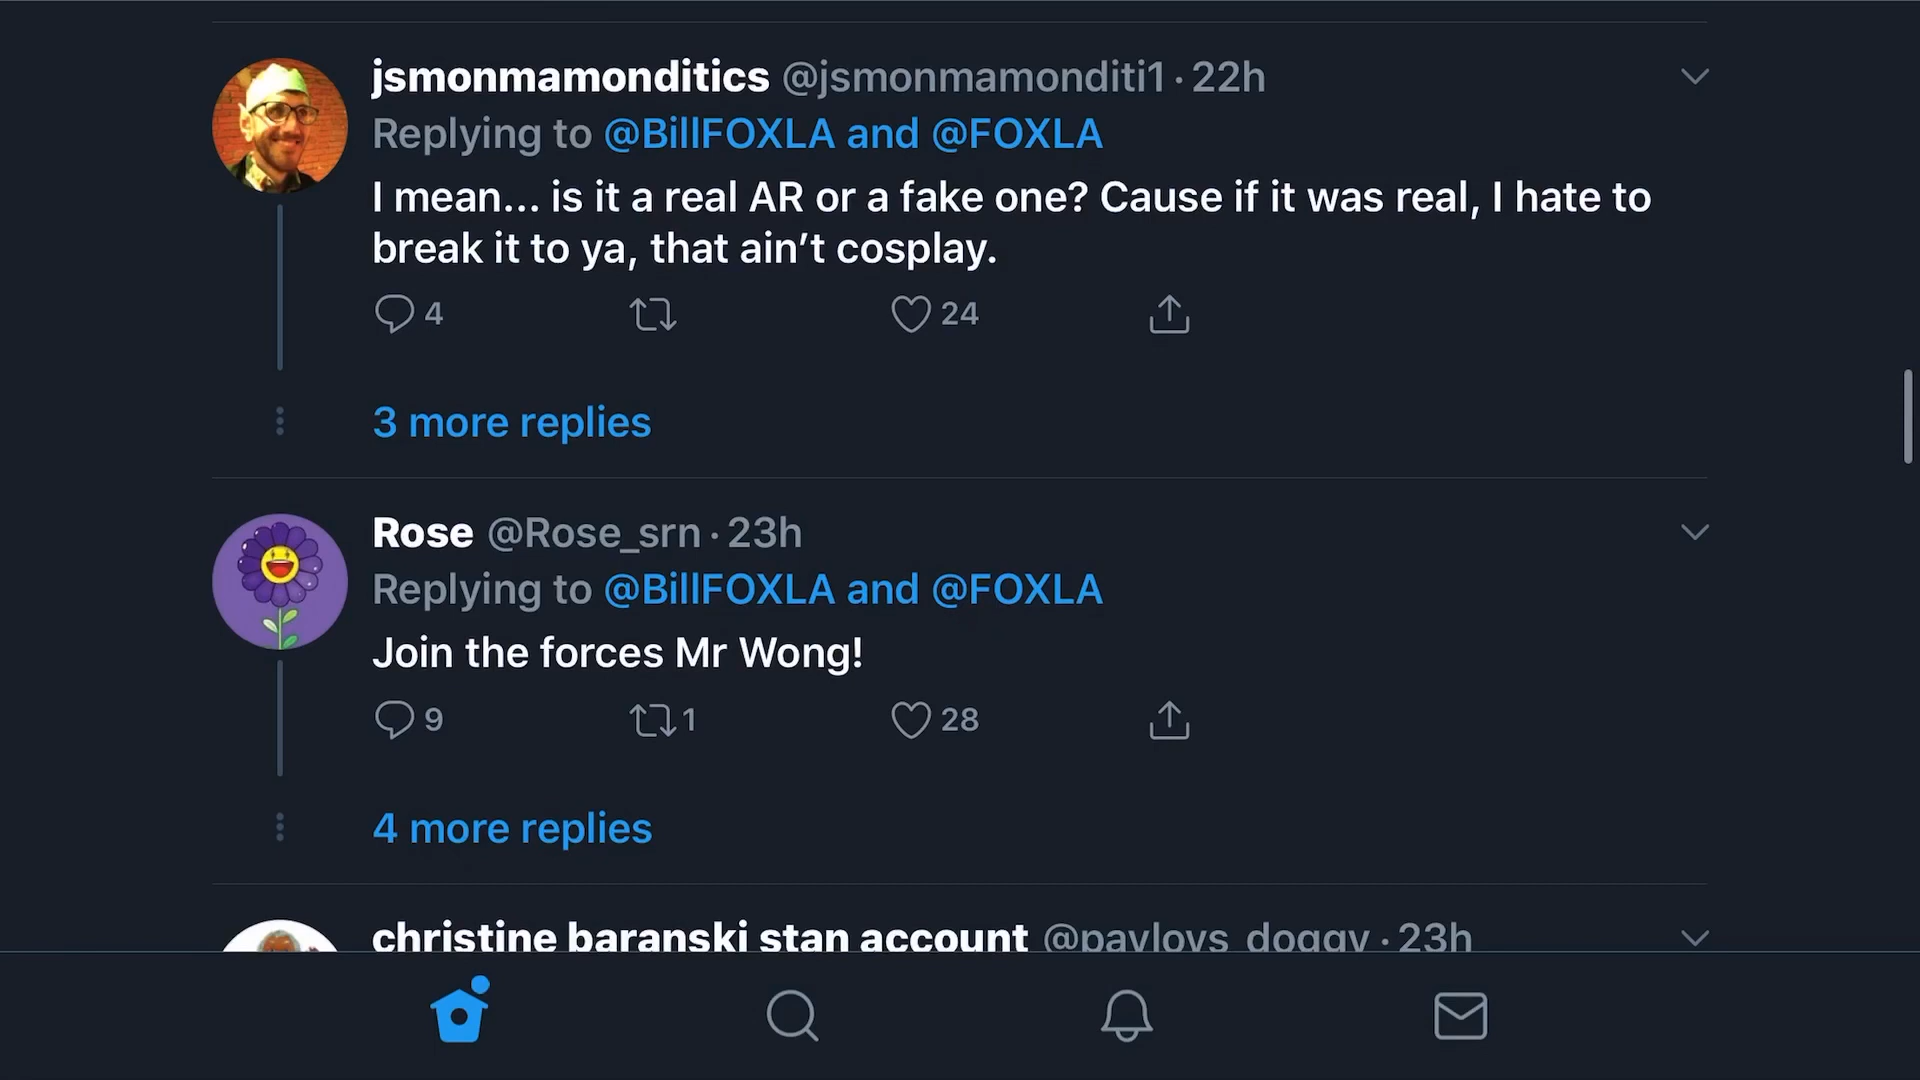 jsmonmamonditics @jsmonmamonditi1 · 22h
Replying to @BillFOXLA and @FOXLA
I mean... is it a real AR or a fake one? Cause if it was real, I hate to
break it to ya, that ain’t cosplay.
4 24
3 more replies
Rose @Rose_srn · 23h
Replying to @BillFOXLA and @FOXLA
Join the forces Mr Wong!
9 1 28
4 more replies
christine baranski stan account @pavlovs_doggy · 23h